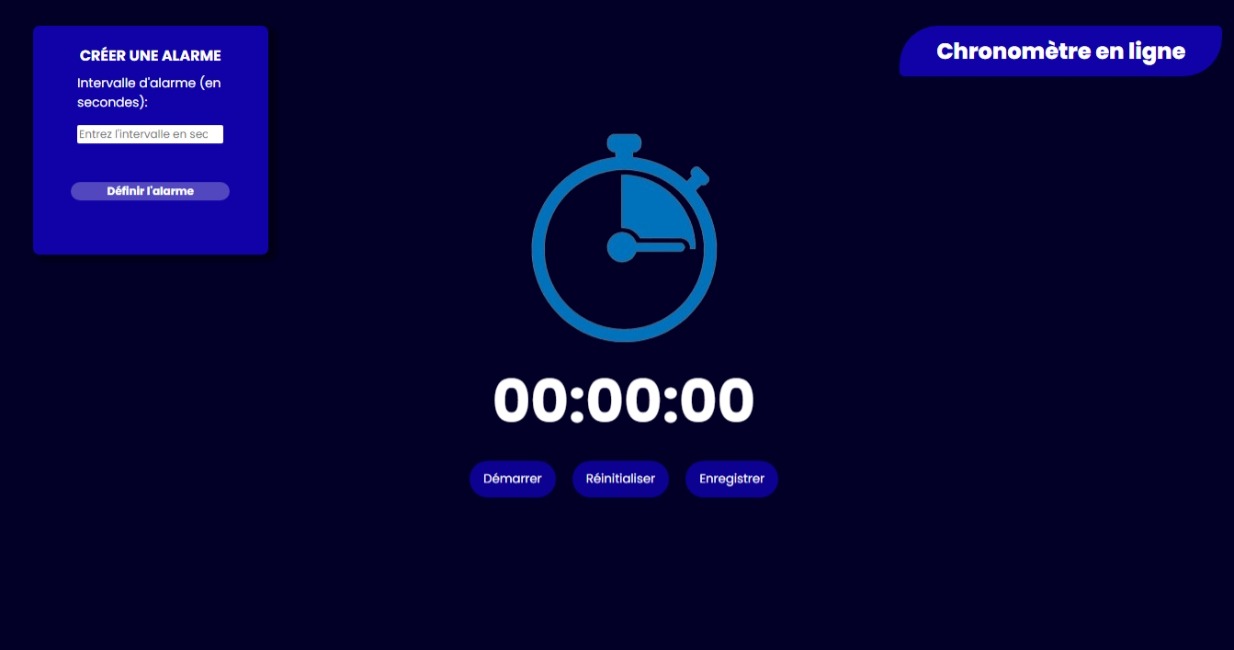 CRÉER UNE ALARME
Intervalle d'alarme (en
secondes):
Entrez l'intervalle en sec
Définir l'alarme
Chronomètre en ligne
00:00:00
Démarrer
Réinitialiser
Enregistrer